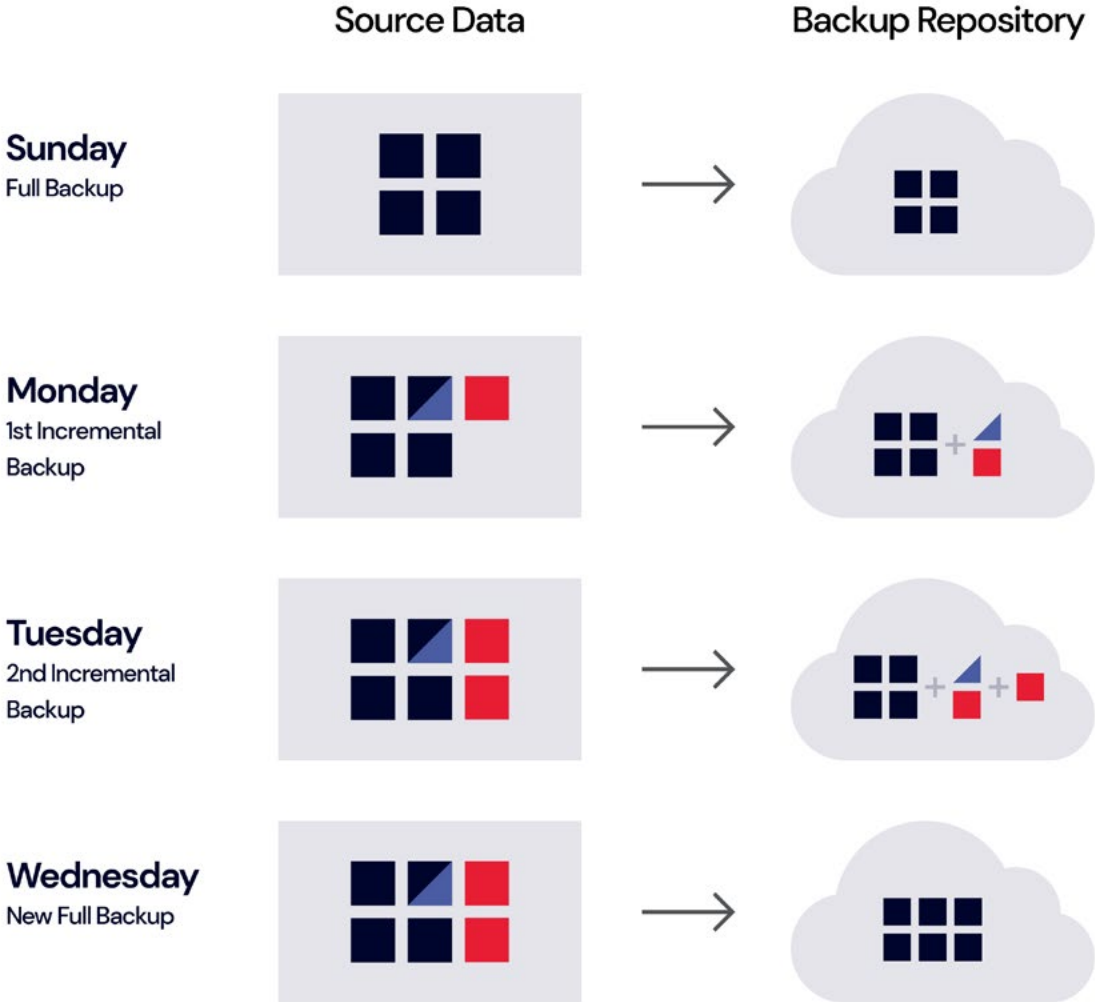 Source Data
Backup Repository
Sunday
Full Backup
Monday
1st Incremental
Backup
Tuesday
2nd Incremental
Backup
Wednesday
New Full Backup